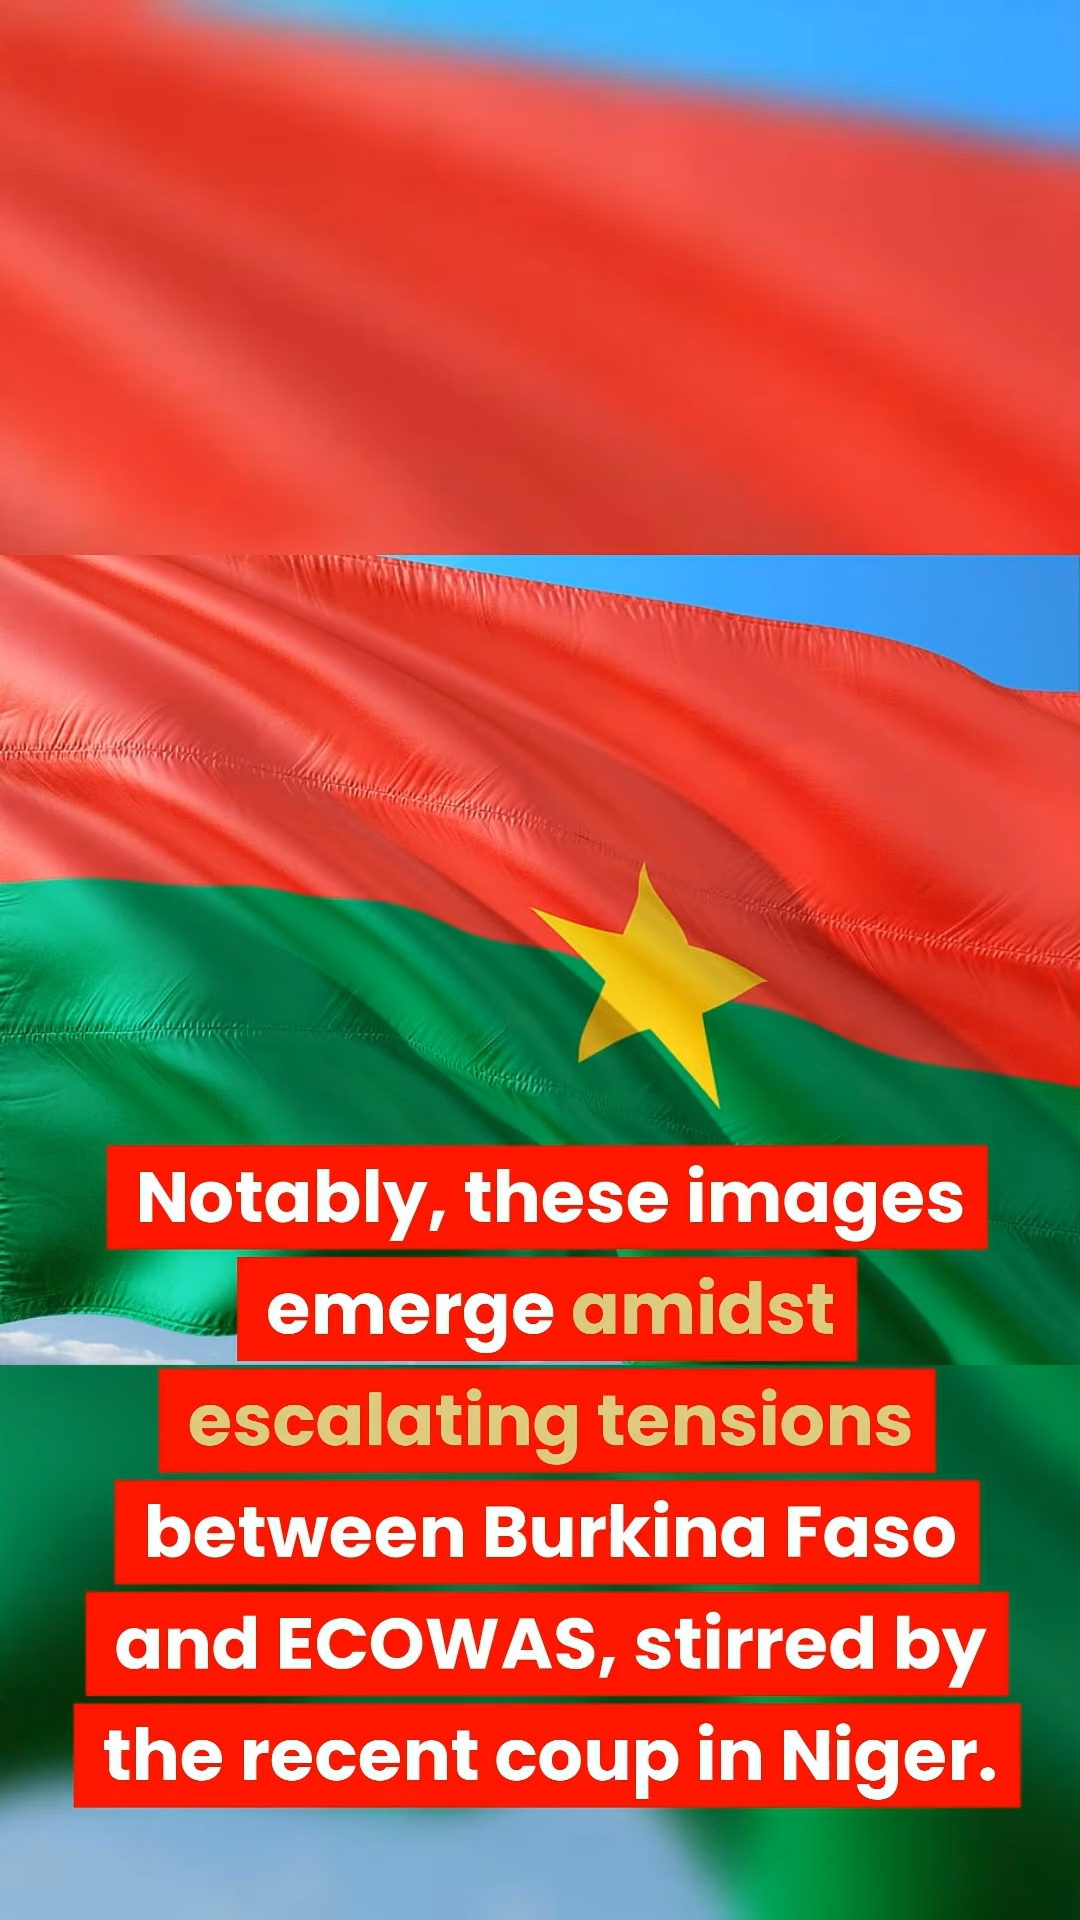 Notably, these images
emerge amidst
escalating tensions
between Burkina Faso
and ECOWAS, stirred by
the recent coup in Niger.